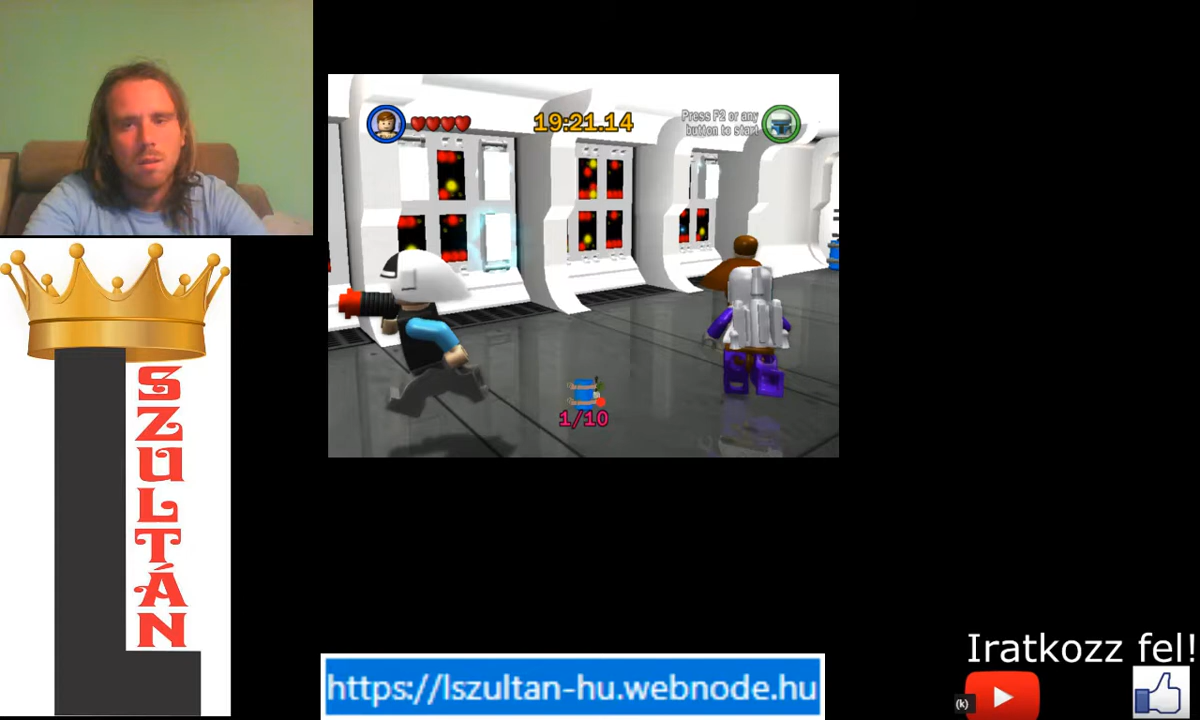 19:21.14
Press F2 or any
button to start
1/10
SZULTÁN
https://lszultan-hu.webnode.hu
Iratkozz fel!
(k)